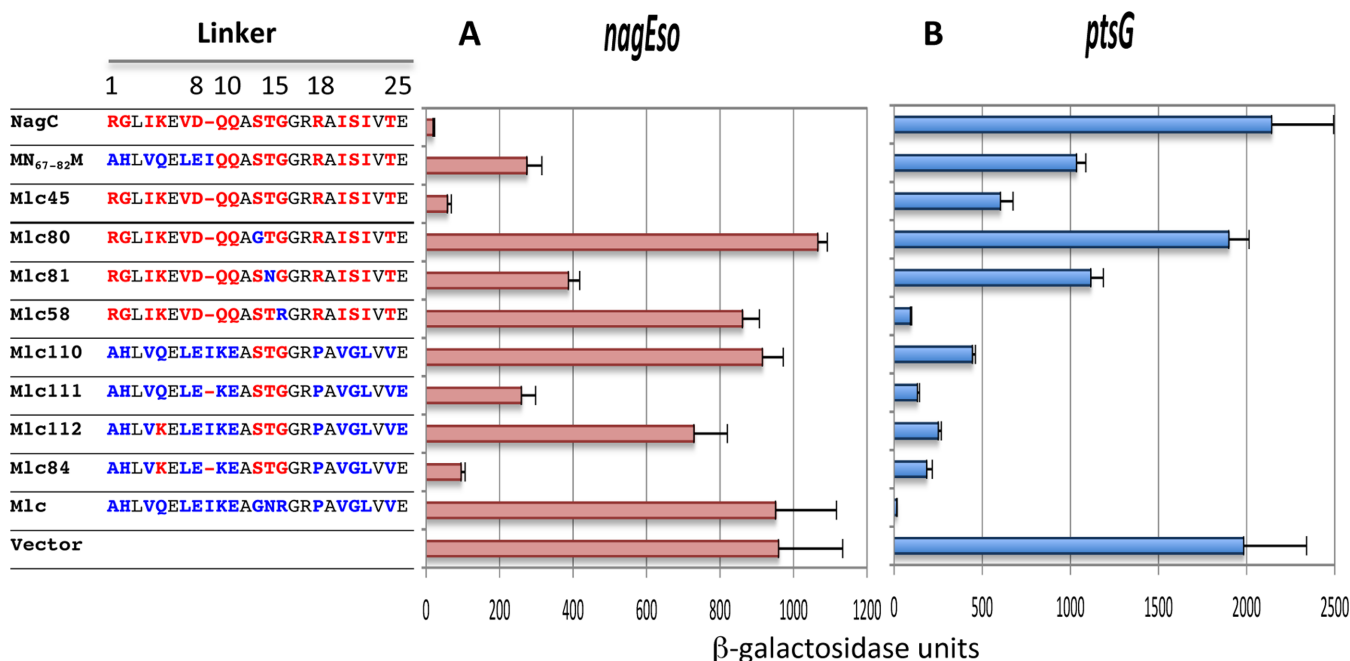 Linker A nagEso B ptsG
1 8 10 15 18 25
NagC RGLIKEVD-QQASTGGRRAISIVTE
MN67-82M AHLVQELEIQQASTGGRRAISIVTE
Mlc45 RGLIKEVD-QQASTGGRRAISIVTE
Mlc80 RGLIKEVD-QQAGTGGRRAISIVTE
Mlc81 RGLIKEVD-QQASNGGRRAISIVTE
Mlc58 RGLIKEVD-QQASTRGRRAISIVTE
Mlc110 AHLVQELEIKEASTGGRPAVGLVVE
Mlc111 AHLVQELE-KEASTGGRPAVGLVVE
Mlc112 AHLVKELEIKEASTGGRPAVGLVVE
Mlc84 AHLVKELE-KEASTGGRPAVGLVVE
Mlc AHLVQELEIKEAGNRGRPAVGLVVE
Vector
0 200 400 600 800 1000 1200 0 500 1000 1500 2000 2500
β-galactosidase units